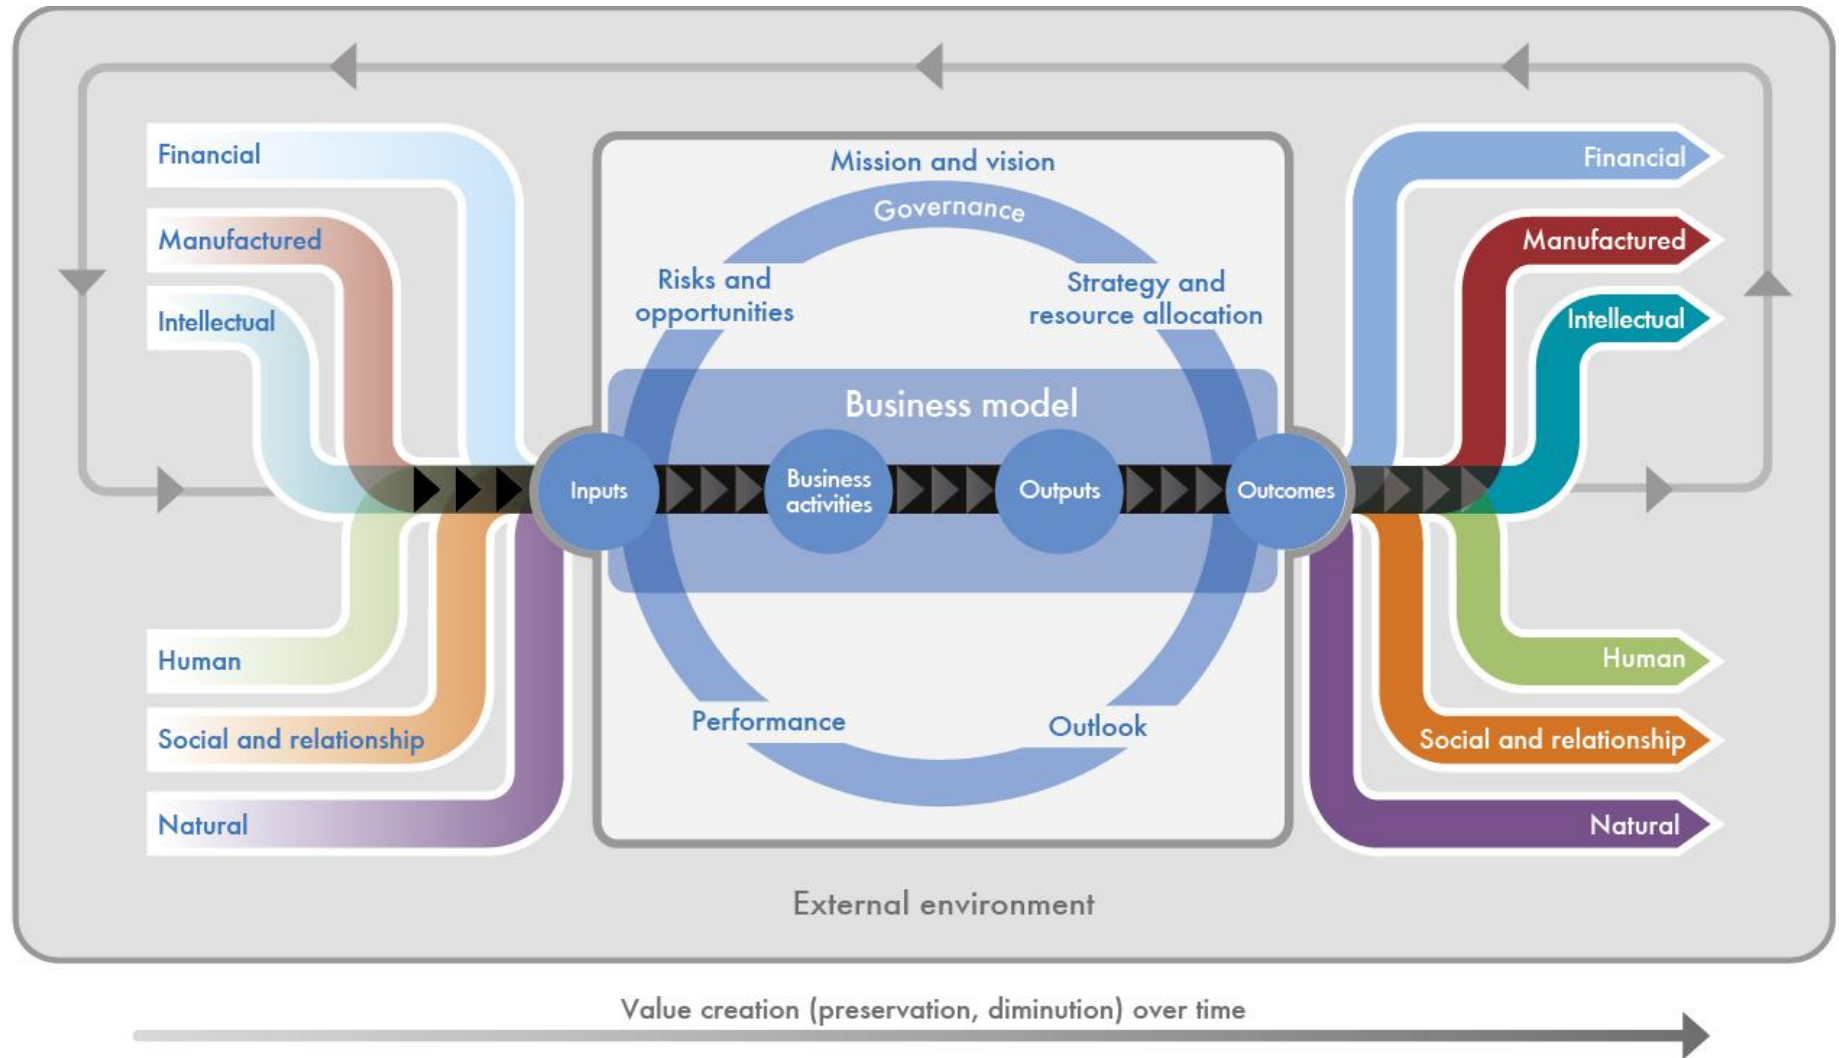 Financial
Manufactured
Intellectual
Human
Social and relationship
Natural
Mission and vision
Governance
Risks and
opportunities
Strategy and
resource allocation
Business model
Inputs
Business
activities
Outputs
Outcomes
Performance
Outlook
Financial
Manufactured
Intellectual
Human
Social and relationship
Natural
External environment
Value creation (preservation, diminution) over time